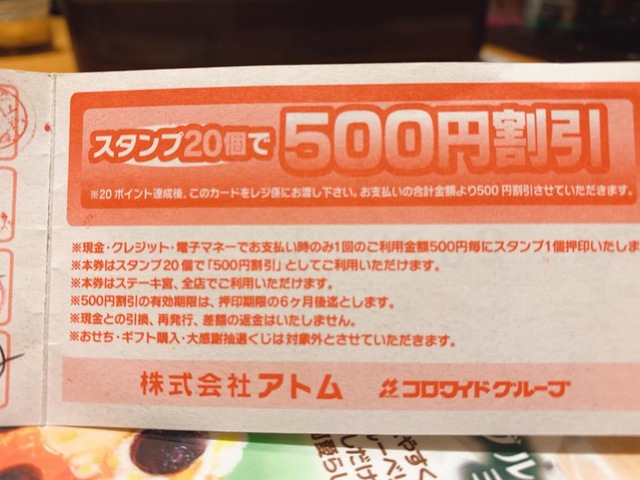 スタンプ20個で500円割引
※20ポイント達成後、このカードをレジ係にお渡し下さい。お支払いの合計金額より500円割引させていただきます。
※現金・クレジット・電子マネーでお支払い時のみ1回のご利用金額500円毎にスタンプ1個押印いたしま
※本券はスタンプ20個で「500円割引」としてご利用いただけます。
※本券はステーキ宮、全店でご利用いただけます。
※500円割引の有効期限は、押印期限の6ヶ月後迄とします。
※現金との引換、再発行、差額の返金はいたしません。
※おせち・ギフト購入・大感謝抽選くじは対象外とさせていただきます。
株式会社アトム コロワイドグループ